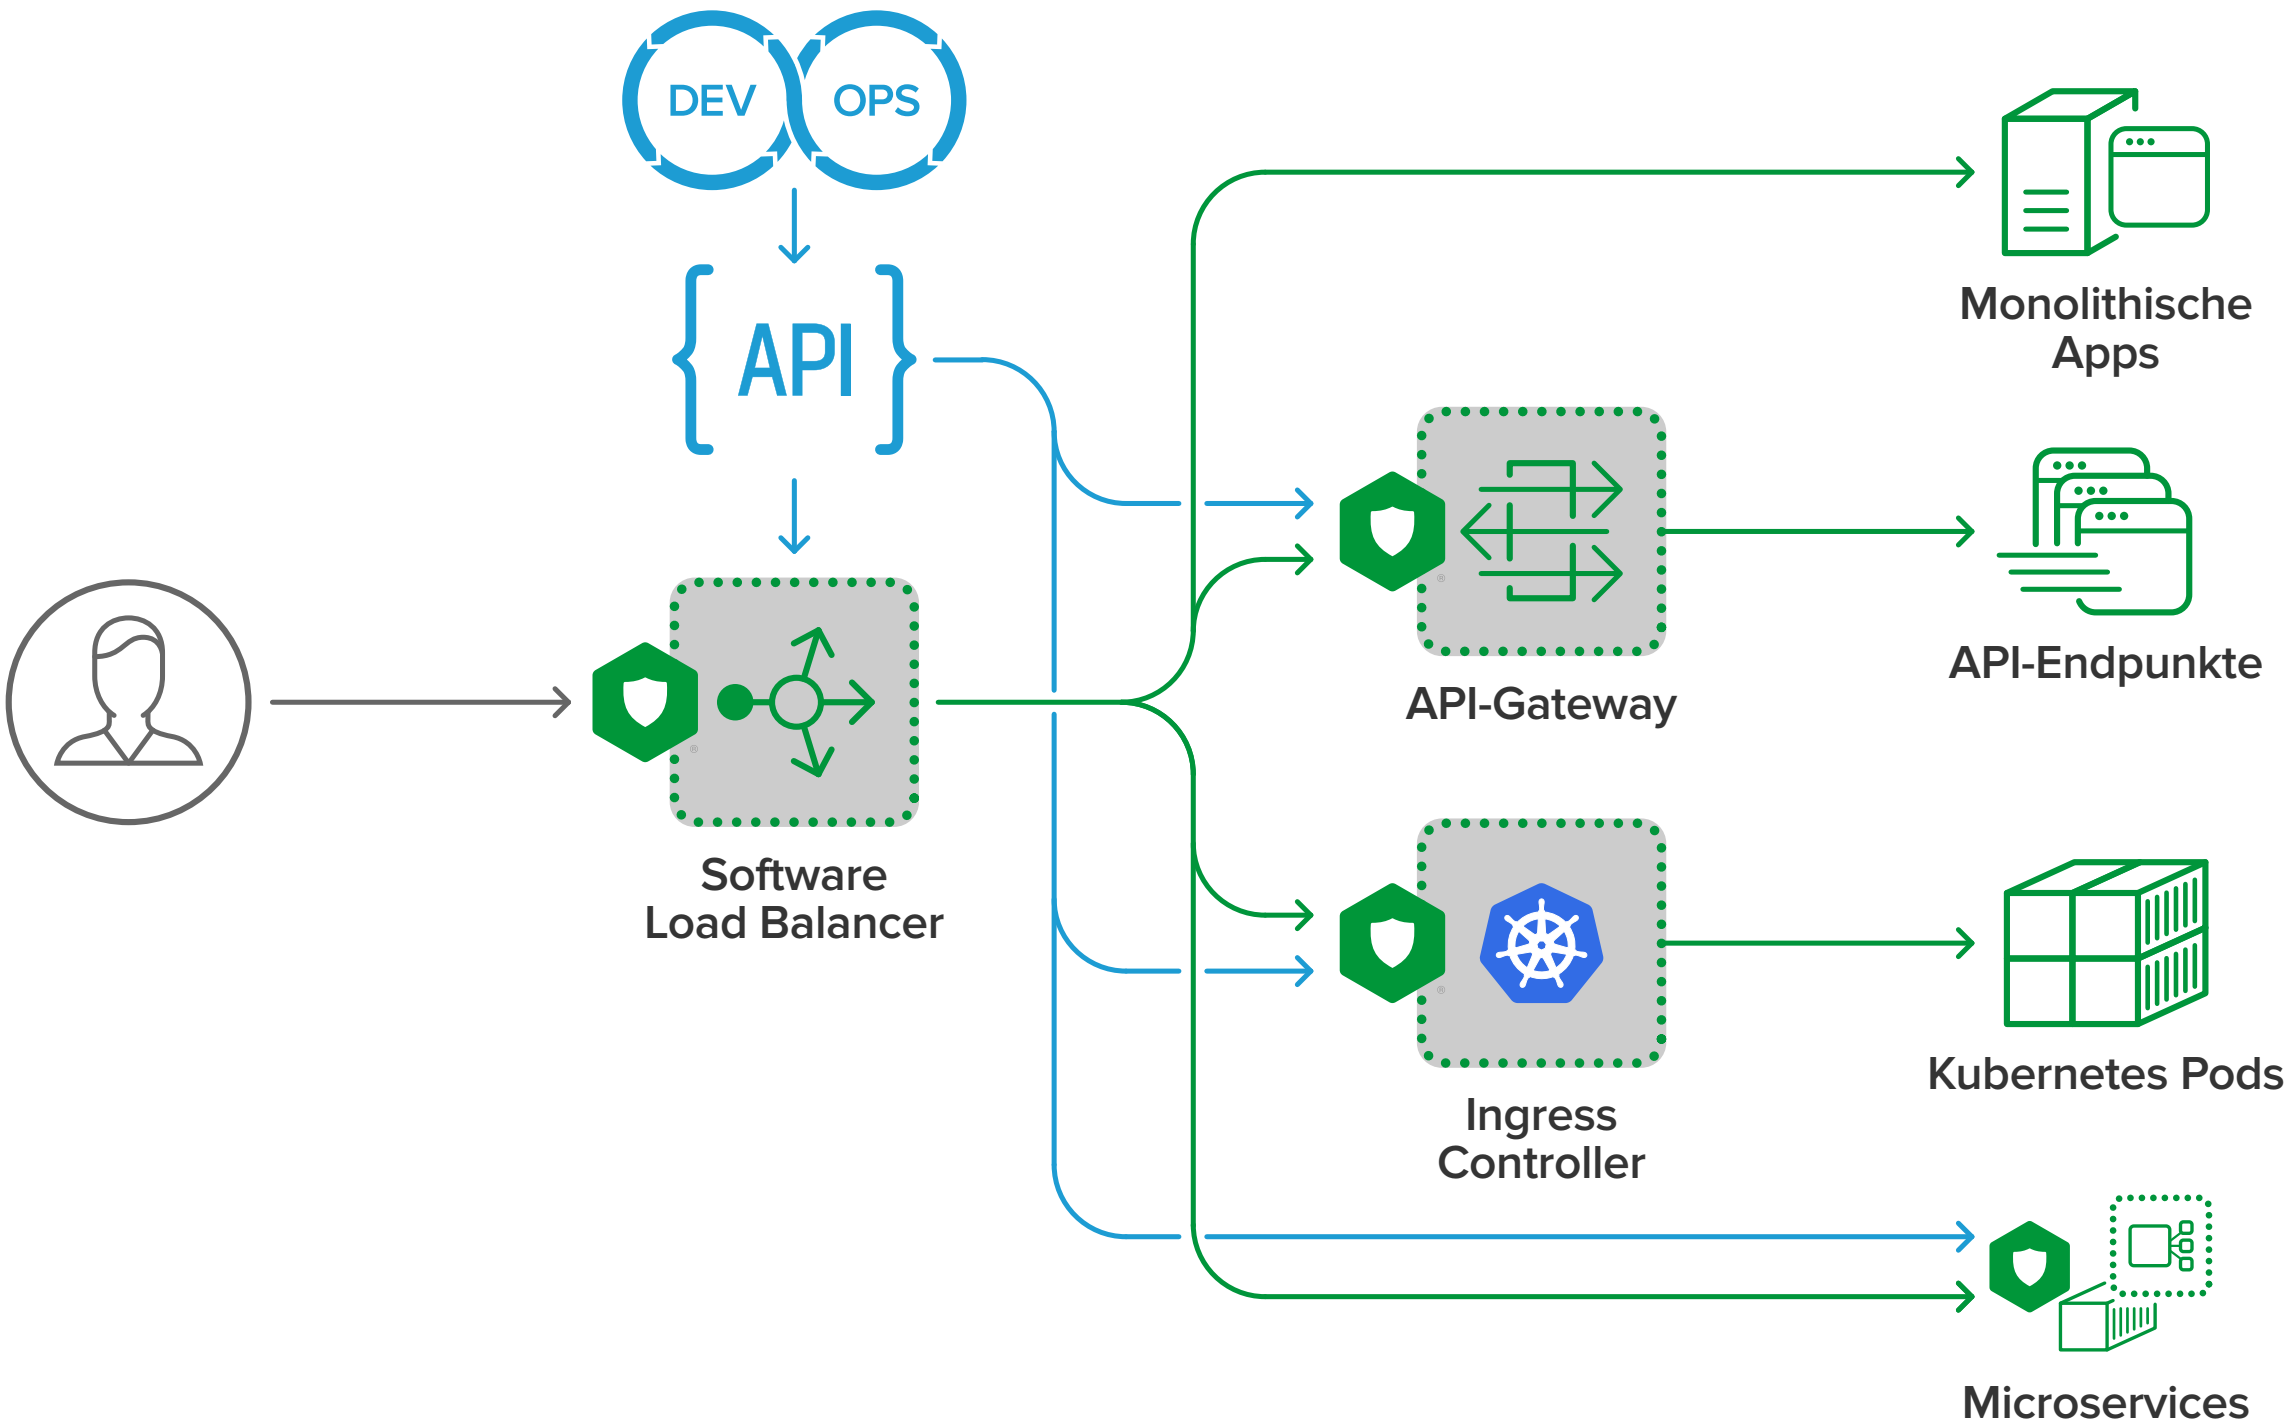 DEV OPS
API
Monolithische
Apps
API-Endpunkte
API-Gateway
Software
Load Balancer
Kubernetes Pods
Ingress
Controller
Microservices
®
®
®